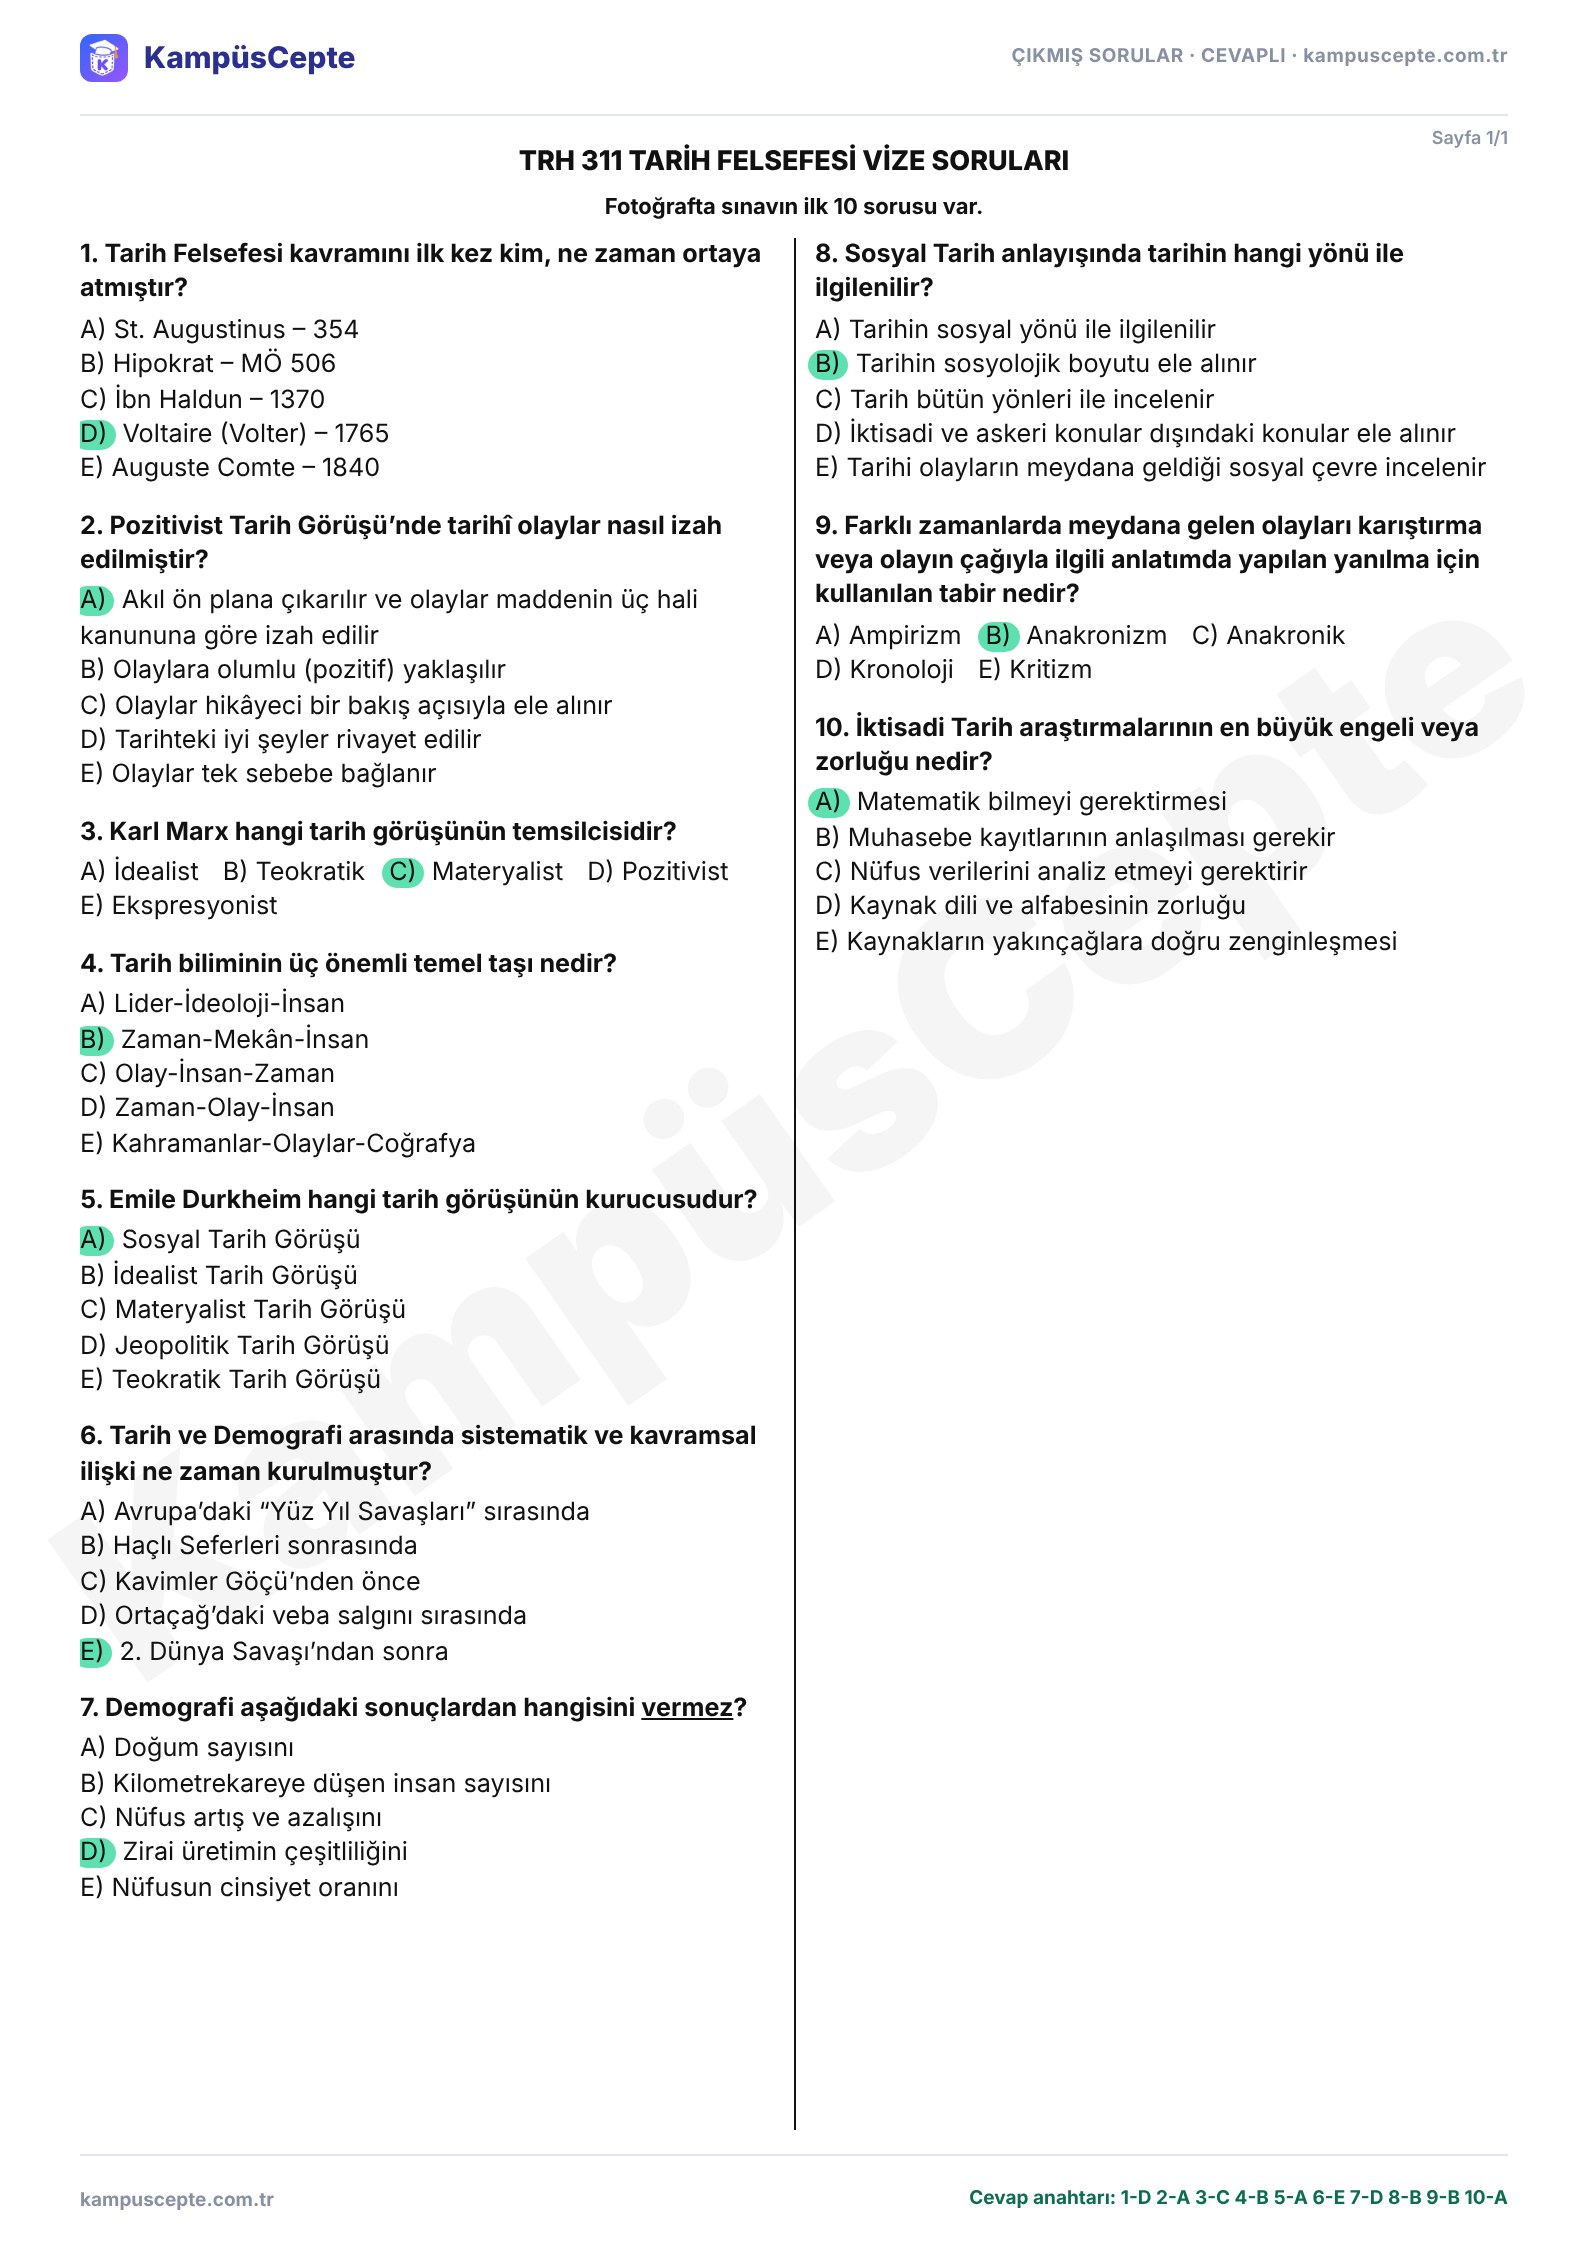 KampüsCepte
ÇIKMIŞ SORULAR · CEVAPLI · kampuscepte.com.tr
Sayfa 1/1
TRH 311 TARİH FELSEFESİ VİZE SORULARI
Fotoğrafta sınavın ilk 10 sorusu var.
1. Tarih Felsefesi kavramını ilk kez kim, ne zaman ortaya
atmıştır?
A) St. Augustinus – 354
B) Hipokrat – MÖ 506
C) İbn Haldun – 1370
D) Voltaire (Volter) – 1765
E) Auguste Comte – 1840
2. Pozitivist Tarih Görüşü’nde tarihî olaylar nasıl izah
edilmiştir?
A) Akıl ön plana çıkarılır ve olaylar maddenin üç hali
kanununa göre izah edilir
B) Olaylara olumlu (pozitif) yaklaşılır
C) Olaylar hikâyeci bir bakış açısıyla ele alınır
D) Tarihteki iyi şeyler rivayet edilir
E) Olaylar tek sebebe bağlanır
3. Karl Marx hangi tarih görüşünün temsilcisidir?
A) İdealist B) Teokratik C) Materyalist D) Pozitivist
E) Ekspresyonist
4. Tarih biliminin üç önemli temel taşı nedir?
A) Lider-İdeoloji-İnsan
B) Zaman-Mekân-İnsan
C) Olay-İnsan-Zaman
D) Zaman-Olay-İnsan
E) Kahramanlar-Olaylar-Coğrafya
5. Emile Durkheim hangi tarih görüşünün kurucusudur?
A) Sosyal Tarih Görüşü
B) İdealist Tarih Görüşü
C) Materyalist Tarih Görüşü
D) Jeopolitik Tarih Görüşü
E) Teokratik Tarih Görüşü
6. Tarih ve Demografi arasında sistematik ve kavramsal
ilişki ne zaman kurulmuştur?
A) Avrupa’daki “Yüz Yıl Savaşları” sırasında
B) Haçlı Seferleri sonrasında
C) Kavimler Göçü’nden önce
D) Ortaçağ’daki veba salgını sırasında
E) 2. Dünya Savaşı’ndan sonra
7. Demografi aşağıdaki sonuçlardan hangisini vermez?
A) Doğum sayısını
B) Kilometrekareye düşen insan sayısını
C) Nüfus artış ve azalışını
D) Zirai üretimin çeşitliliğini
E) Nüfusun cinsiyet oranını
8. Sosyal Tarih anlayışında tarihin hangi yönü ile
ilgilenilir?
A) Tarihin sosyal yönü ile ilgilenilir
B) Tarihin sosyolojik boyutu ele alınır
C) Tarih bütün yönleri ile incelenir
D) İktisadi ve askeri konular dışındaki konular ele alınır
E) Tarihi olayların meydana geldiği sosyal çevre incelenir
9. Farklı zamanlarda meydana gelen olayları karıştırma
veya olayın çağıyla ilgili anlatımda yapılan yanılma için
kullanılan tabir nedir?
A) Ampirizm B) Anakronizm C) Anakronik
D) Kronoloji E) Kritizm
10. İktisadi Tarih araştırmalarının en büyük engeli veya
zorluğu nedir?
A) Matematik bilmeyi gerektirmesi
B) Muhasebe kayıtlarının anlaşılması gerekir
C) Nüfus verilerini analiz etmeyi gerektirir
D) Kaynak dili ve alfabesinin zorluğu
E) Kaynakların yakınçağlara doğru zenginleşmesi
KampüsCepte
kampuscepte.com.tr
Cevap anahtarı: 1-D 2-A 3-C 4-B 5-A 6-E 7-D 8-B 9-B 10-A